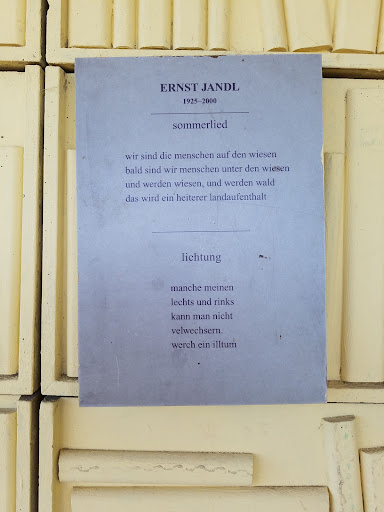 ERNST JANDL
1925–2000
sommerlied
wir sind die menschen auf den wiesen
bald sind wir menschen unter den wiesen
und werden wiesen, und werden wald
das wird ein heiterer landaufenthalt
lichtung
manche meinen
lechts und rinks
kann man nicht
velwechsern.
werch ein illtum